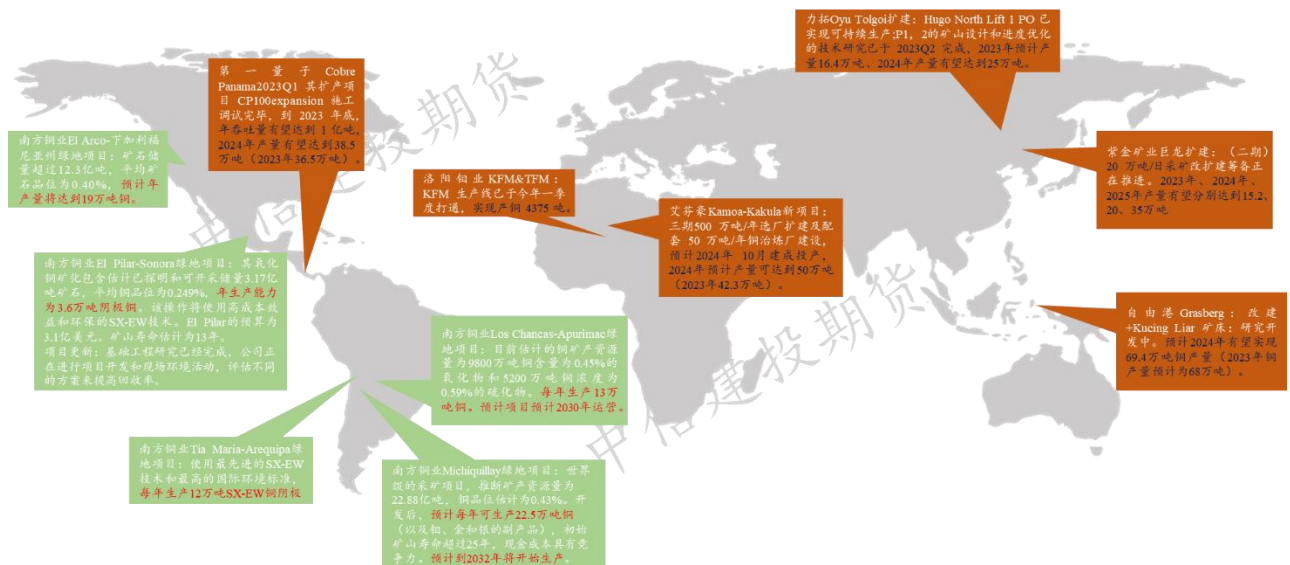 力拓Oyu Tolgoi扩建：Hugo North Lift 1 PO 已
实现可持续生产;P1，2的矿山设计和进度优化
的技术研究已于 2023Q2 完成，2023年预计产
量16.4万吨、2024年产量有望达到25万吨。
第一量子 Cobre
Panama2023Q1 其扩产项
目 CP100expansion 施工
调试完毕，到 2023 年底，
年吞吐量有望达到 1 亿吨，
2024年产量有望达到38.5
万吨（2023年36.5万吨）。
南方铜业El Arco-下加利福
尼亚州绿地项目：矿石储
量超过12.3亿吨，平均矿
石品位为0.40%，预计年
产量将达到19万吨铜。
紫金矿业巨龙扩建：（二期）
20 万吨/日采矿改扩建筹备正
在推进。2023年、2024年、
2025年产量有望分别达到15.2、
20、35万吨
洛阳钼业KFM&TFM：
KFM 生产线已于今年一季
度打通，实现产铜 4375 吨。
艾芬豪Kamoa-Kakula新项目：
三期500 万吨/年选厂扩建及配
套 50 万吨/年铜冶炼厂建设，
预计2024年 10月建成投产，
2024年预计产量可达到50万吨
（2023年42.3万吨）。
南方铜业El Pilar-Sonora绿地项目：其氧化
铜矿化包含估计已探明和可开采储量3.17亿
吨矿石，平均铜品位为0.249%，年生产能力
为3.6万吨阴极铜。该操作将使用高成本效
益和环保的SX-EW技术。El Pilar的预算为
3.1亿美元。矿山寿命估计为13年。
项目更新：基础工程研究已经完成，公司正
在进行项目开发和现场环境活动，评估不同
的方案来提高回收率。
自由港 Grasberg：改建
+Kucing Liar 矿床：研究开
发中。预计2024年有望实现
69.4万吨铜产量（2023年铜
产量预计为68万吨）。
南方铜业Los Chancas-Apurimac绿
地项目：目前估计的铜矿产资源
量为9800万吨铜含量为0.45%的
氧化物和5200万吨铜浓度为
0.59%的硫化物。每年生产13万
吨铜。预计项目预计2030年运营。
南方铜业Tia Maria-Arequipa绿
地项目：使用最先进的SX-EW
技术和最高的国际环境标准，
每年生产12万吨SX-EW铜阴极
南方铜业Michiquillay绿地项目：世界
级的采矿项目，推断矿产资源量为
22.88亿吨，铜品位估计为0.43%。开
发后，预计每年可生产22.5万吨铜
（以及钼、金和银的副产品），初始
矿山寿命超过25年，现金成本具有竞
争力。预计到2032年将开始生产。
中信建投期货
中信建投期货